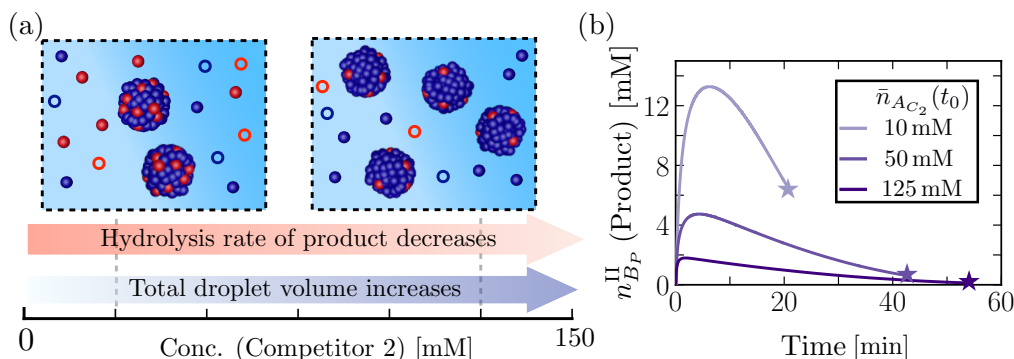 (a)
Hydrolysis rate of product decreases
Total droplet volume increases
0
150
Conc. (Competitor 2) [mM]
(b)
n^{II}_{B_P} (Product) [mM]
12
8
4
0
n̄_{A_{C_2}}(t_0)
10 mM
50 mM
125 mM
0 20 40 60
Time [min]